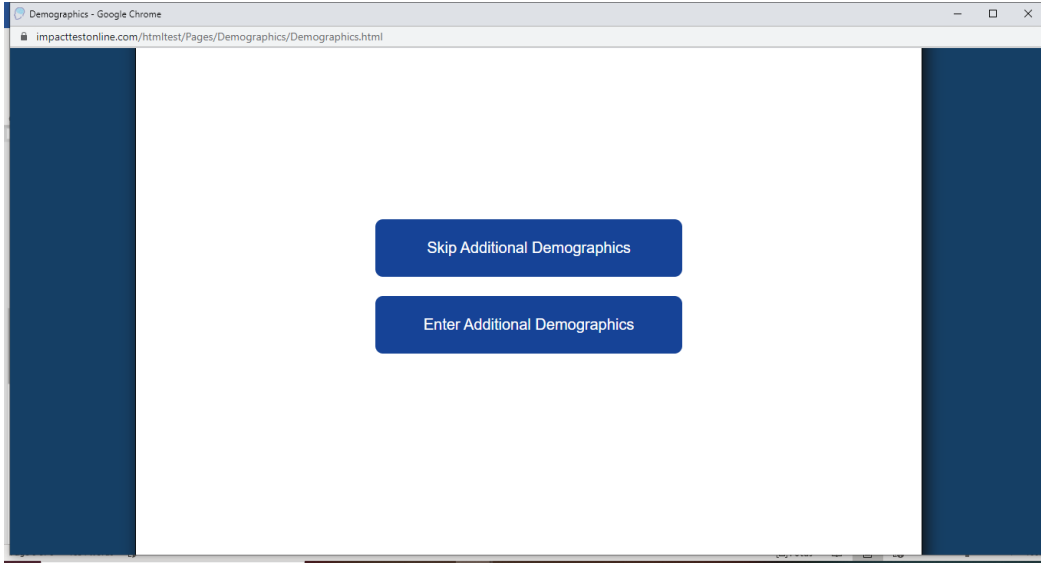 Demographics - Google Chrome
impacttestonline.com/htmltest/Pages/Demographics/Demographics.html
Skip Additional Demographics
Enter Additional Demographics